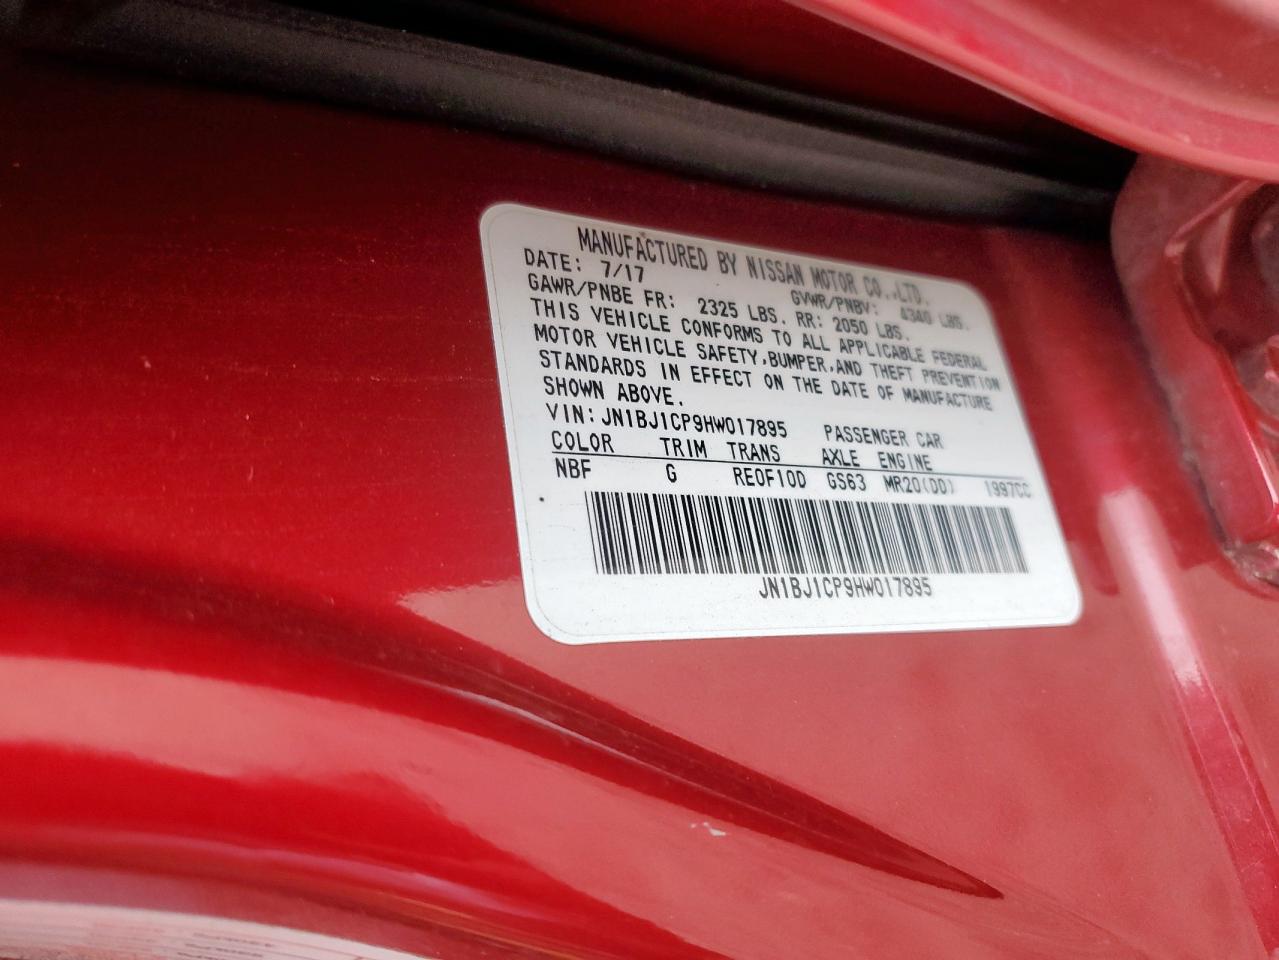 MANUFACTURED BY NISSAN MOTOR CO.,LTD.
DATE: 7/17 GVWR/PNBV: 4340 LBS.
GAWR/PNBE FR: 2325 LBS. RR: 2050 LBS.
THIS VEHICLE CONFORMS TO ALL APPLICABLE FEDERAL
MOTOR VEHICLE SAFETY,BUMPER,AND THEFT PREVENTION
STANDARDS IN EFFECT ON THE DATE OF MANUFACTURE
SHOWN ABOVE.
VIN:JN1BJ1CP9HW017895 PASSENGER CAR
COLOR TRIM TRANS AXLE ENGINE
NBF G RE0F10D GS63 MR20(DD) 1997CC
JN1BJ1CP9HW017895